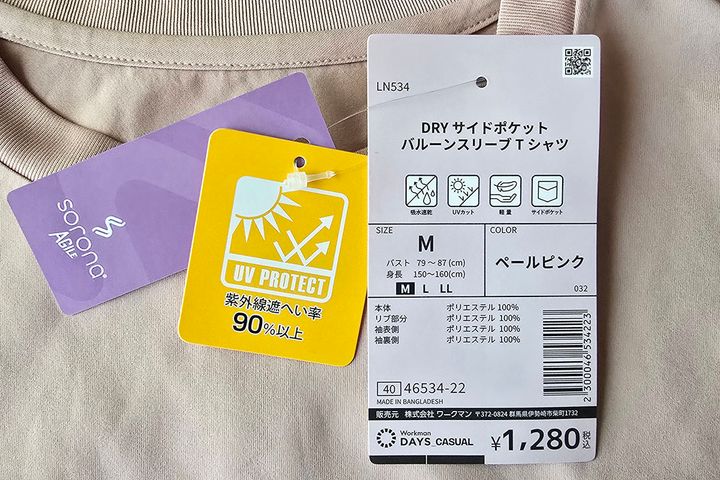 sorona®
AGILE
UV PROTECT
紫外線遮へい率
90%以上
LN534
DRY サイドポケット
バルーンスリーブ Tシャツ
吸水速乾 UVカット 軽量 サイドポケット
SIZE
M
バスト 79～87(cm)
身長 150～160(cm)
M L LL
COLOR
ペールピンク
032
本体 ポリエステル 100%
リブ部分 ポリエステル 100%
袖表側 ポリエステル 100%
袖裏側 ポリエステル 100%
2300046534223
40 46534-22
MADE IN BANGLADESH
販売元 株式会社 ワークマン 〒372-0824 群馬県伊勢崎市柴町1732
Workman
DAYS_CASUAL
¥1,280税込